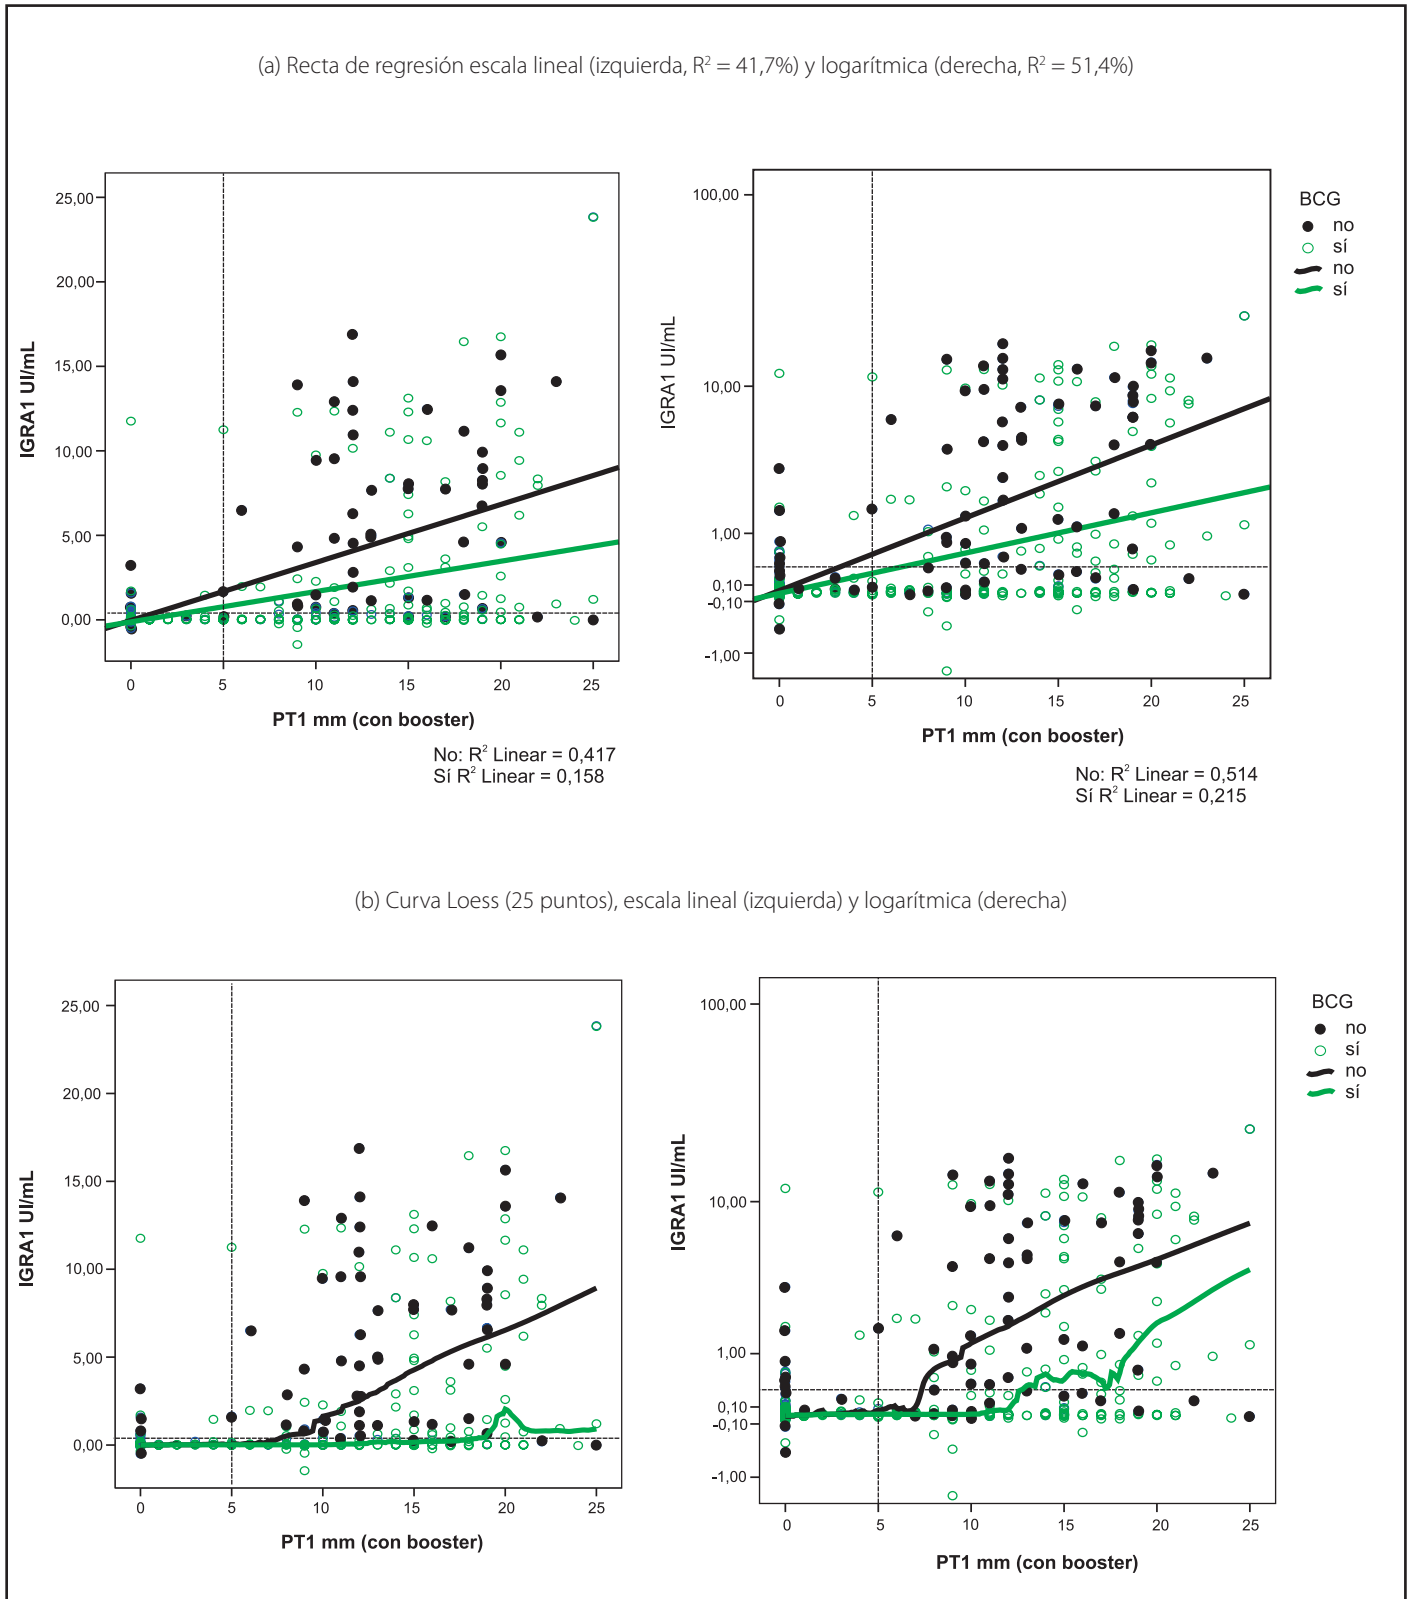 (a) Recta de regresión escala lineal (izquierda, R² = 41,7%) y logarítmica (derecha, R² = 51,4%)
25,00
20,00
15,00
10,00
5,00
0,00
IGRA1 UI/mL
0 5 10 15 20 25
PT1 mm (con booster)
No: R² Linear = 0,417
Sí R² Linear = 0,158
100,00
10,00
1,00
0,10
-0,10
-1,00
IGRA1 UI/mL
0 5 10 15 20 25
PT1 mm (con booster)
No: R² Linear = 0,514
Sí R² Linear = 0,215
BCG
no
sí
no
sí
(b) Curva Loess (25 puntos), escala lineal (izquierda) y logarítmica (derecha)
25,00
20,00
15,00
10,00
5,00
0,00
IGRA1 UI/mL
0 5 10 15 20 25
PT1 mm (con booster)
100,00
10,00
1,00
0,10
-0,10
-1,00
IGRA1 UI/mL
0 5 10 15 20 25
PT1 mm (con booster)
BCG
no
sí
no
sí